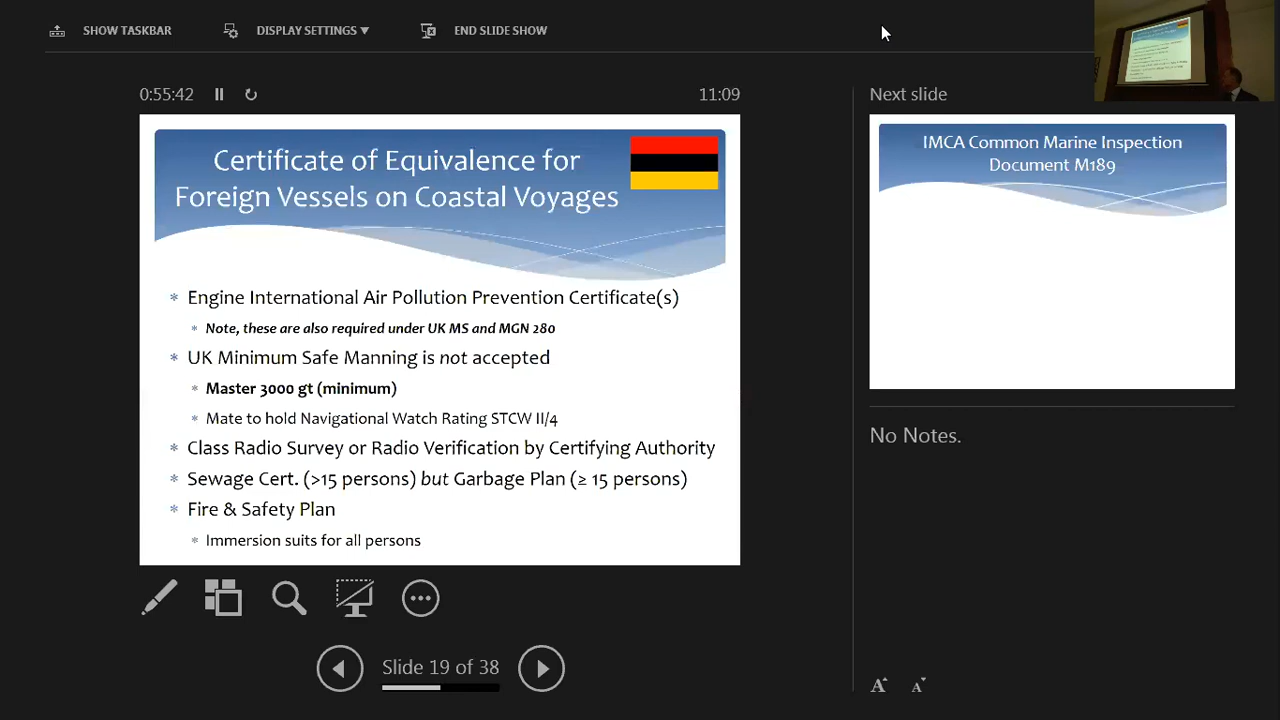 SHOW TASKBAR
DISPLAY SETTINGS ▼
END SLIDE SHOW
0:55:42
11:09
Certificate of Equivalence for
Foreign Vessels on Coastal Voyages
* Engine International Air Pollution Prevention Certificate(s)
* Note, these are also required under UK MS and MGN 280
* UK Minimum Safe Manning is not accepted
* Master 3000 gt (minimum)
* Mate to hold Navigational Watch Rating STCW II/4
* Class Radio Survey or Radio Verification by Certifying Authority
* Sewage Cert. (>15 persons) but Garbage Plan (≥ 15 persons)
* Fire & Safety Plan
* Immersion suits for all persons
Slide 19 of 38
Next slide
IMCA Common Marine Inspection
Document M189
No Notes.
A A